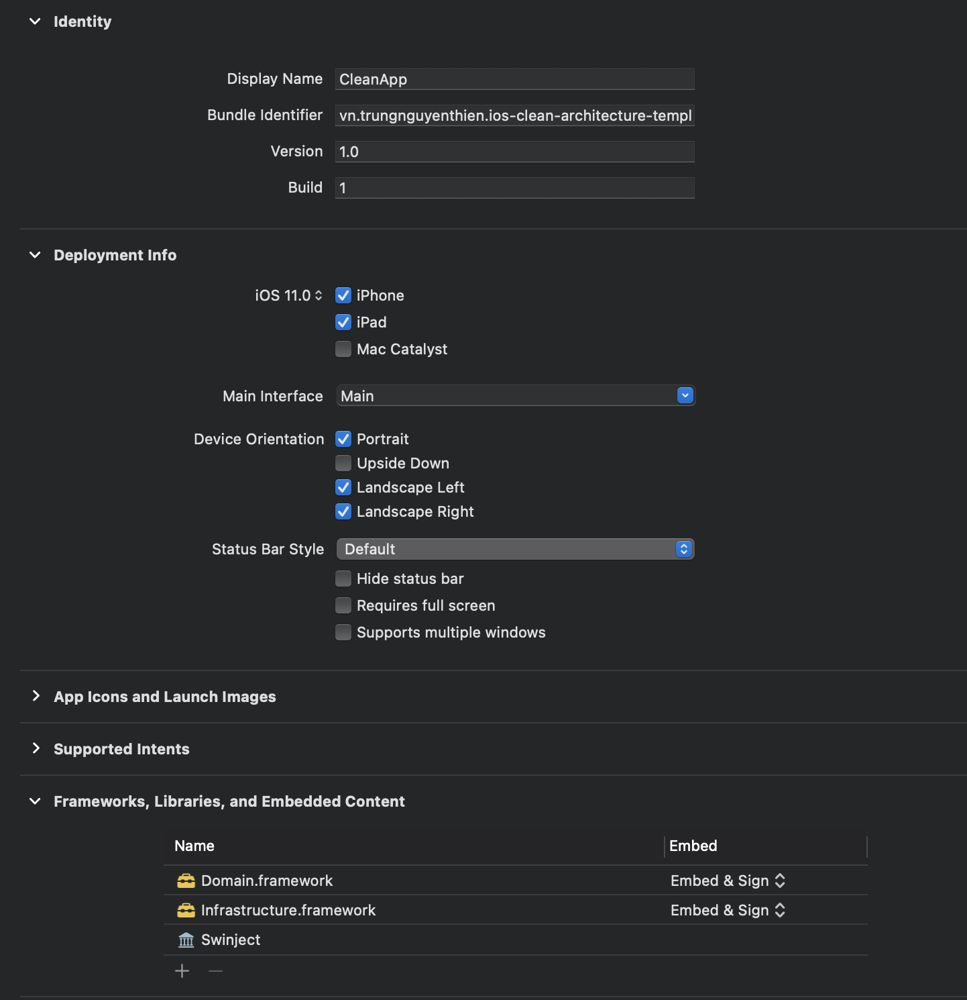 Identity
Display Name CleanApp
Bundle Identifier vn.trungnguyenthien.ios-clean-architecture-templ
Version 1.0
Build 1
Deployment Info
iOS 11.0 iPhone
iPad
Mac Catalyst
Main Interface Main
Device Orientation Portrait
Upside Down
Landscape Left
Landscape Right
Status Bar Style Default
Hide status bar
Requires full screen
Supports multiple windows
App Icons and Launch Images
Supported Intents
Frameworks, Libraries, and Embedded Content
Name Embed
Domain.framework Embed & Sign
Infrastructure.framework Embed & Sign
Swinject